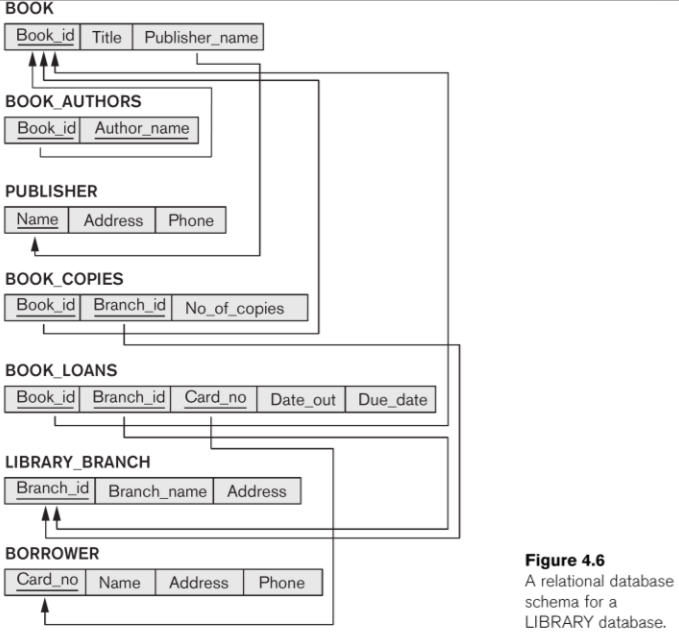 BOOK
Book_id Title Publisher_name
BOOK_AUTHORS
Book_id Author_name
PUBLISHER
Name Address Phone
BOOK_COPIES
Book_id Branch_id No_of_copies
BOOK_LOANS
Book_id Branch_id Card_no Date_out Due_date
LIBRARY_BRANCH
Branch_id Branch_name Address
BORROWER
Card_no Name Address Phone
Figure 4.6
A relational database
schema for a
LIBRARY database.